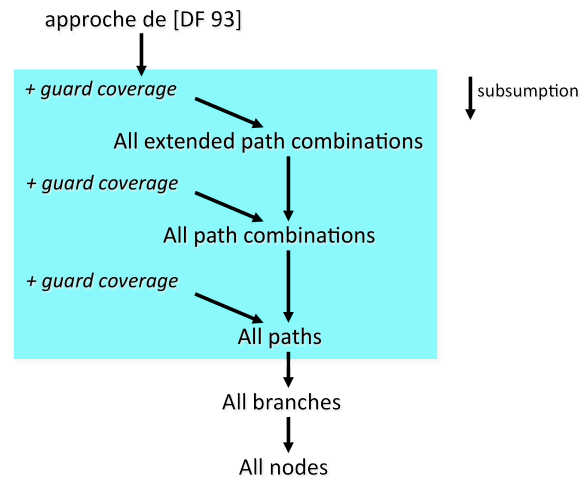 approche de [DF 93]
+ guard coverage
subsumption
All extended path combinations
+ guard coverage
All path combinations
+ guard coverage
All paths
All branches
All nodes